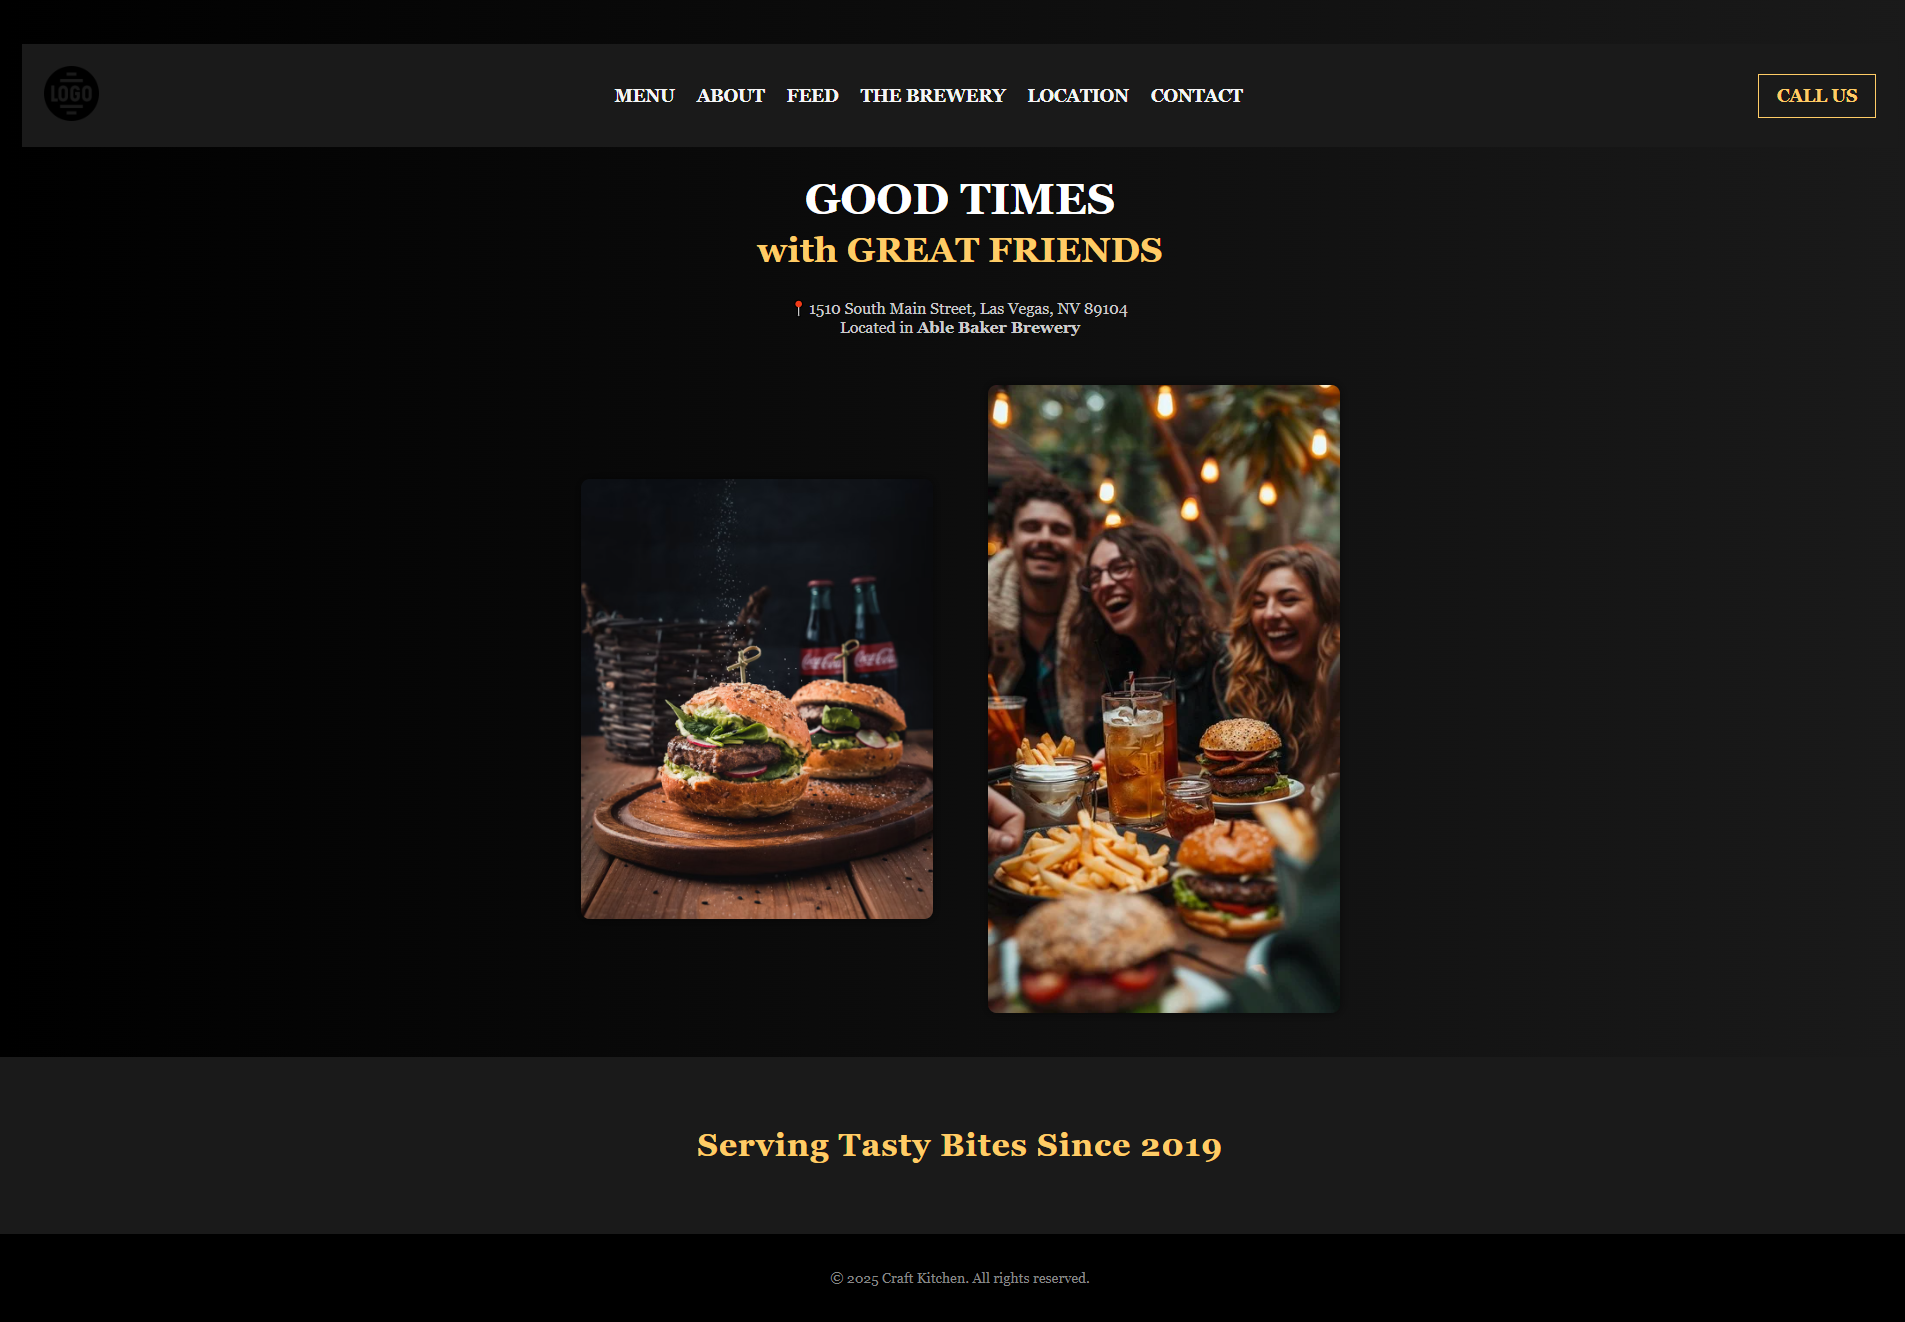 LOGO
MENU ABOUT FEED THE BREWERY LOCATION CONTACT
CALL US
GOOD TIMES
with GREAT FRIENDS
📍 1510 South Main Street, Las Vegas, NV 89104
Located in Able Baker Brewery
Coca-Cola Coca-Cola
Serving Tasty Bites Since 2019
© 2025 Craft Kitchen. All rights reserved.